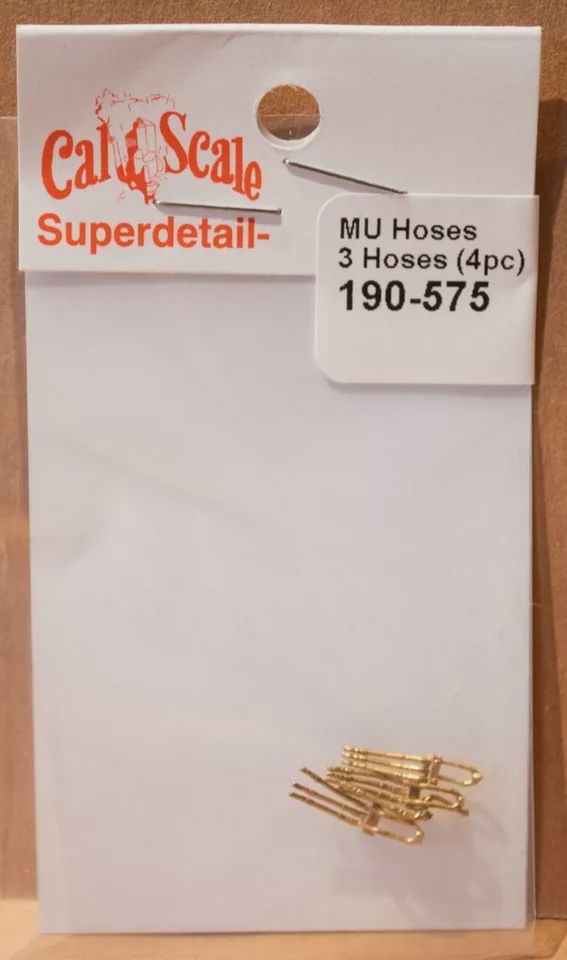 Cal Scale
Superdetail-
MU Hoses
3 Hoses (4pc)
190-575